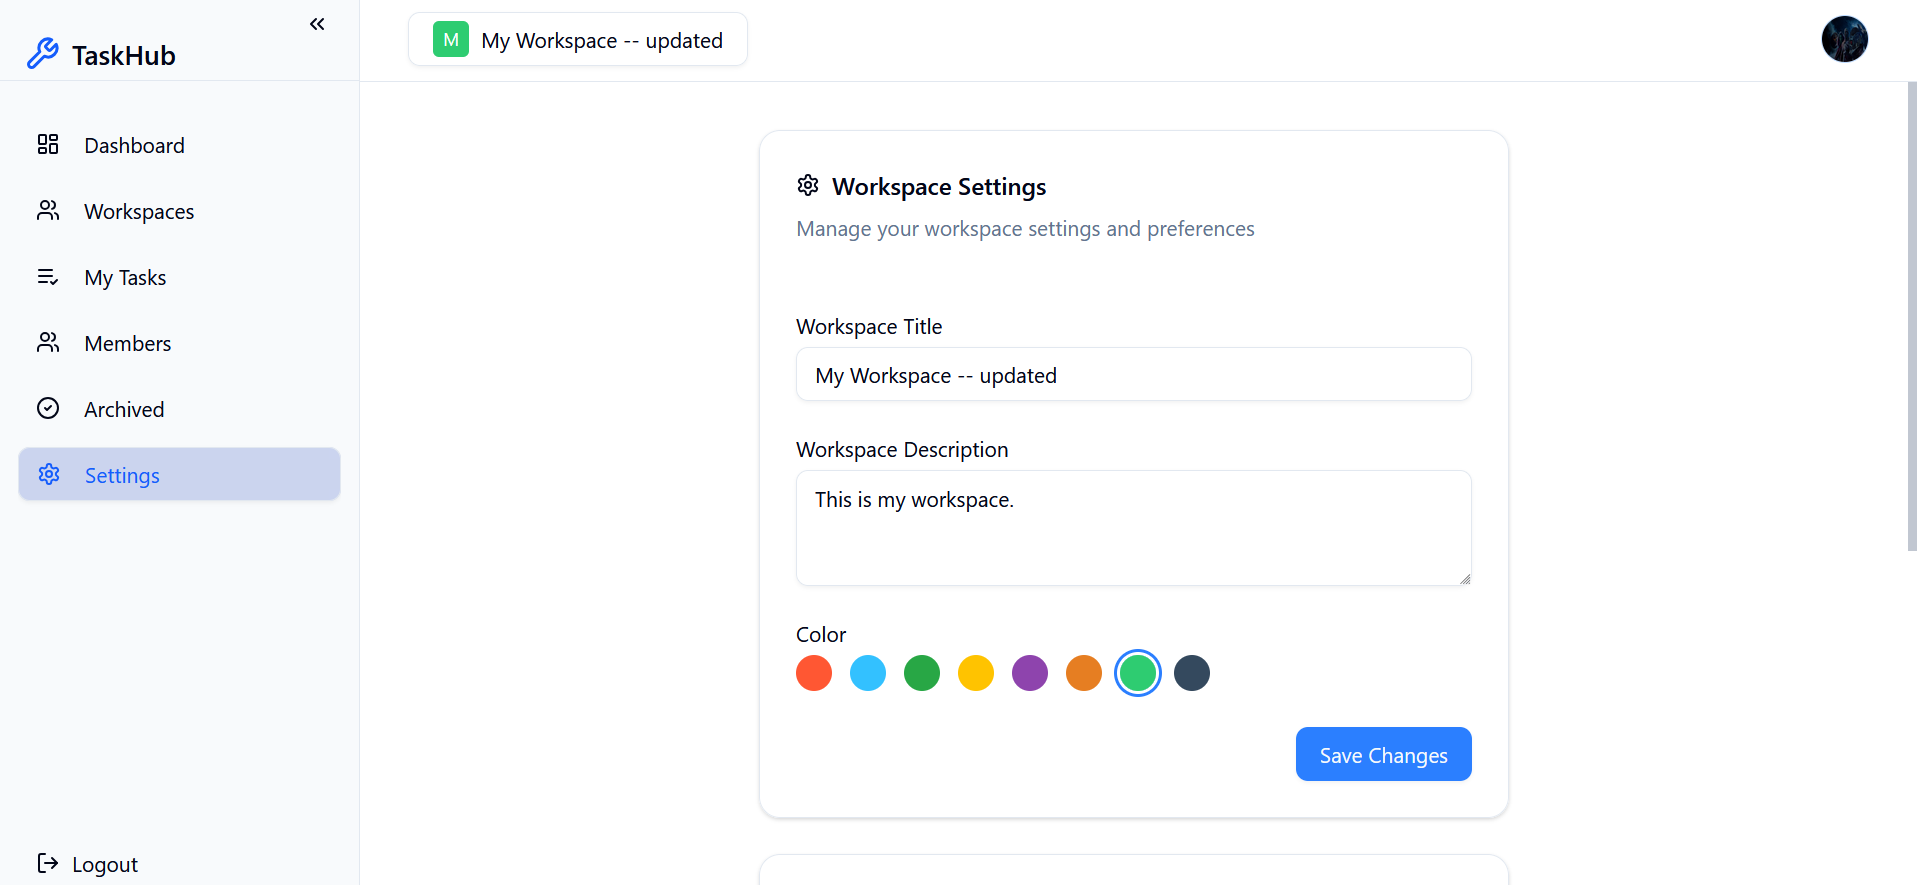 TaskHub
Dashboard
Workspaces
My Tasks
Members
Archived
Settings
Logout
M My Workspace -- updated
Workspace Settings
Manage your workspace settings and preferences
Workspace Title
My Workspace -- updated
Workspace Description
This is my workspace.
Color
Save Changes